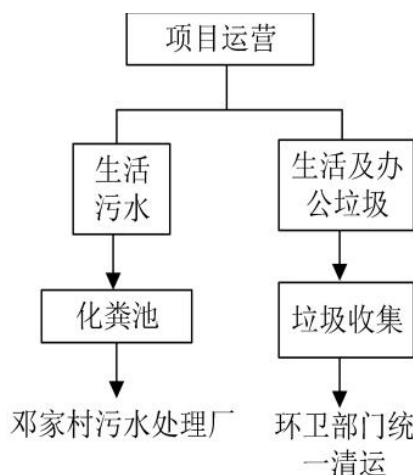 项目运营
生活
污水
生活及办
公垃圾
化粪池
垃圾收集
邓家村污水处理厂
环卫部门统
一清运